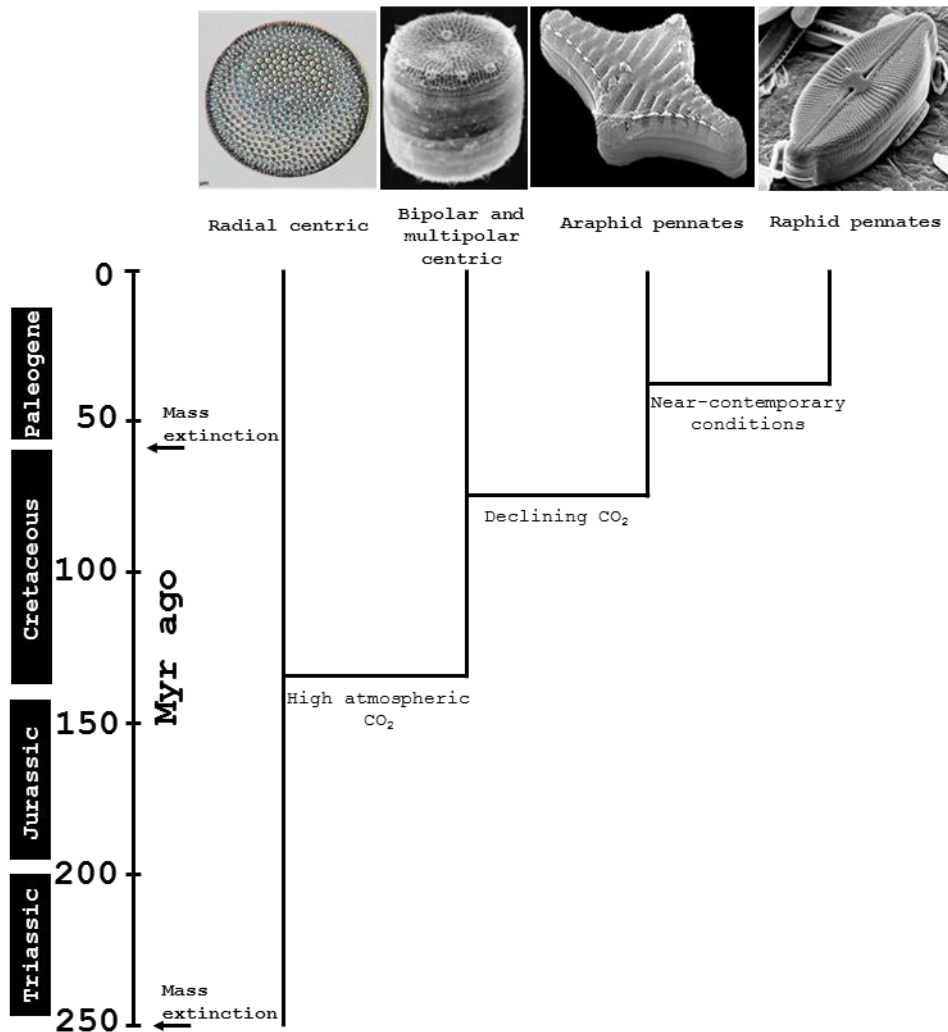 Radial centric
Bipolar and
multipolar
centric
Araphid pennates
Raphid pennates
0
50
100
150
200
250
Myr ago
Paleogene
Cretaceous
Jurassic
Triassic
Mass
extinction
Near-contemporary
conditions
Declining CO₂
High atmospheric
CO₂
Mass
extinction